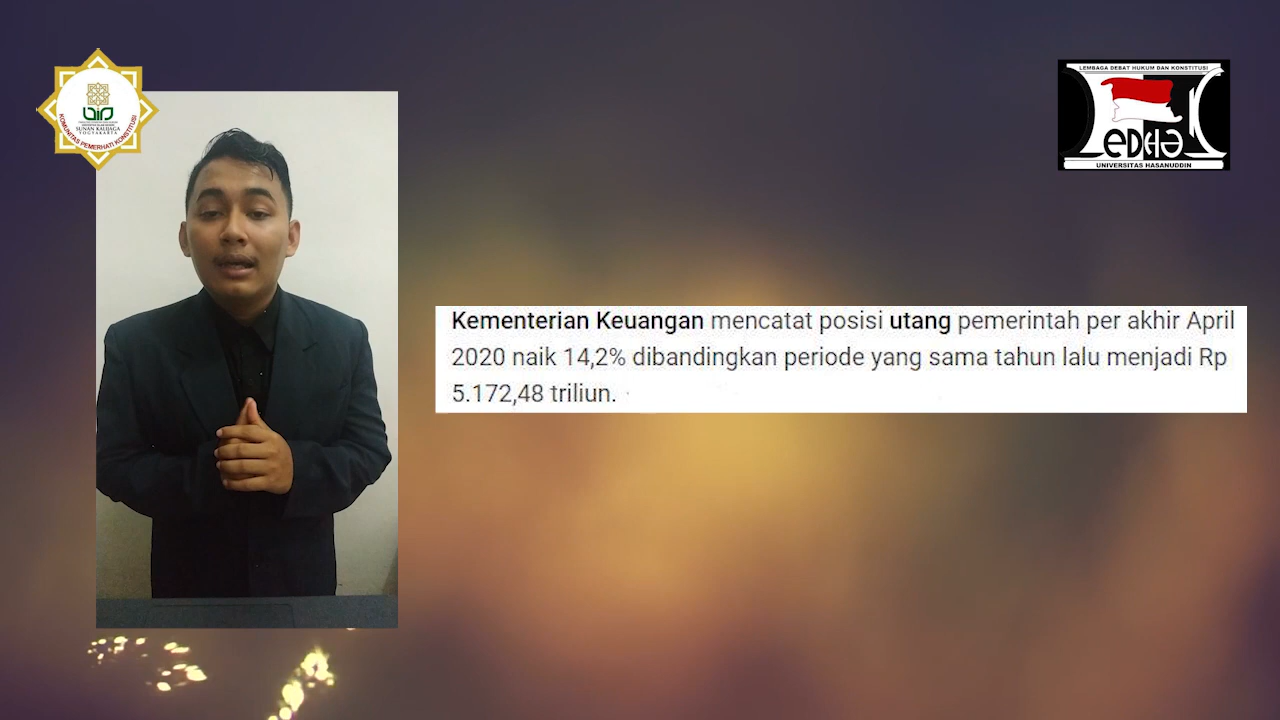 UIN
SUNAN KALIJAGA
YOGYAKARTA
KOMUNITAS PEMERHATI KONSTITUSI
LEMBAGA DEBAT HUKUM DAN KONSTITUSI
LEDHAK
UNIVERSITAS HASANUDDIN
Kementerian Keuangan mencatat posisi utang pemerintah per akhir April
2020 naik 14,2% dibandingkan periode yang sama tahun lalu menjadi Rp
5.172,48 triliun.